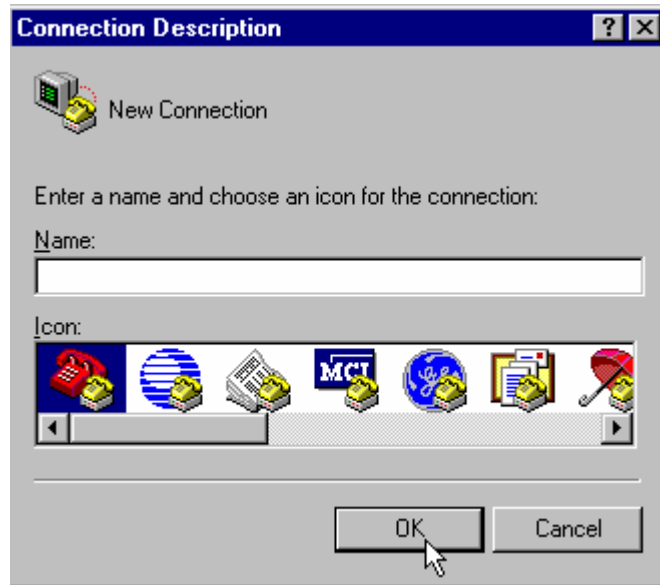 Connection Description
New Connection
Enter a name and choose an icon for the connection:
Name:
Icon:
MCI
OK
Cancel